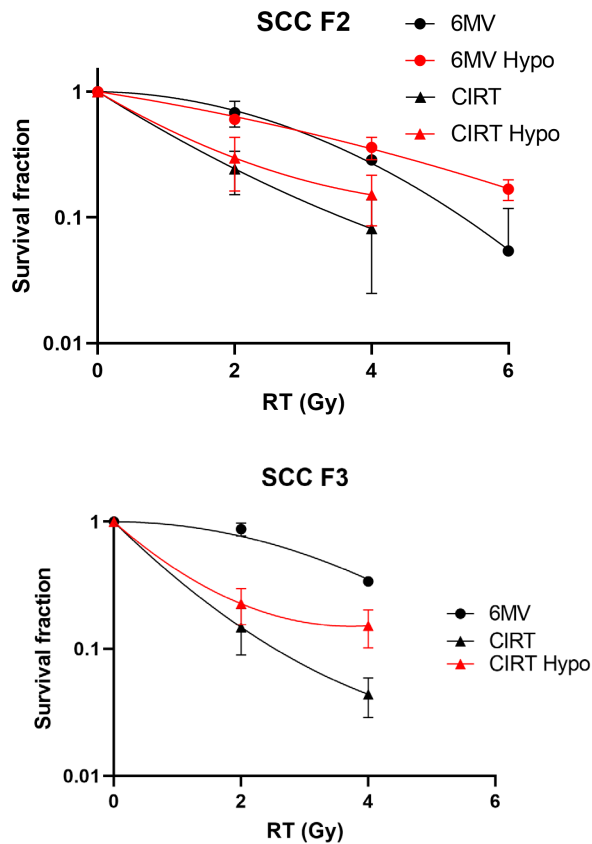 SCC F2
6MV
6MV Hypo
CIRT
CIRT Hypo
1
0.1
0.01
Survival fraction
0 2 4 6
RT (Gy)
SCC F3
1
0.1
0.01
Survival fraction
6MV
CIRT
CIRT Hypo
0 2 4 6
RT (Gy)